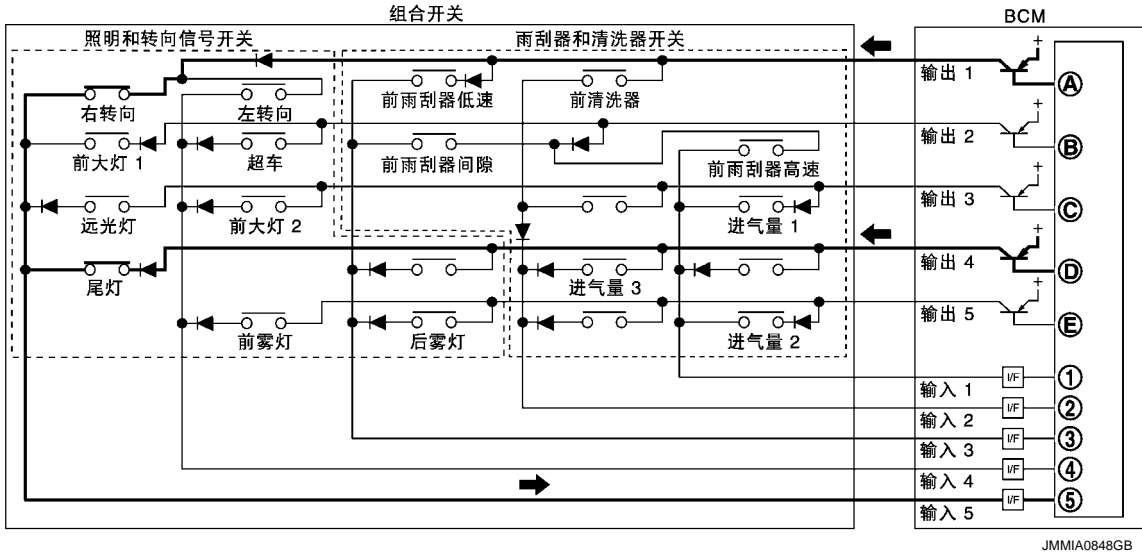 组合开关
BCM
照明和转向信号开关
雨刮器和清洗器开关
输出 1
+
A
右转向
左转向
前雨刮器低速
前清洗器
输出 2
+
B
前大灯 1
超车
前雨刮器间隙
前雨刮器高速
输出 3
+
C
远光灯
前大灯 2
进气量 1
输出 4
+
D
尾灯
进气量 3
输出 5
+
E
前雾灯
后雾灯
进气量 2
输入 1
I/F
1
输入 2
I/F
2
输入 3
I/F
3
输入 4
I/F
4
输入 5
I/F
5
JMMIA0848GB